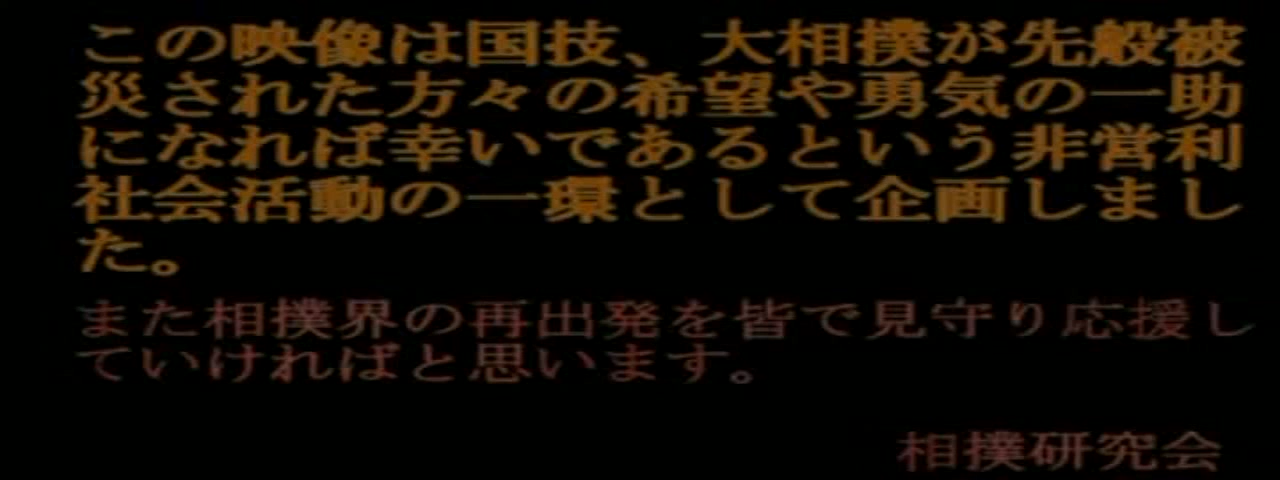 この映像は国技、大相撲が先般被
災された方々の希望や勇気の一助
になれば幸いであるという非営利
社会活動の一環として企画しまし
た。
また相撲界の再出発を皆で見守り応援し
ていければと思います。
相撲研究会